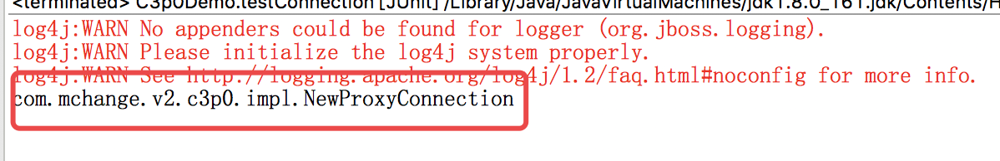 <terminated> C3p0Demo.testConnection [JUnit] /Library/Java/JavaVirtualMachines/jdk1.8.0_161.jdk/Contents/H
log4j:WARN No appenders could be found for logger (org.jboss.logging).
log4j:WARN Please initialize the log4j system properly.
log4j:WARN See http://logging.apache.org/log4j/1.2/faq.html#noconfig for more info.
com.mchange.v2.c3p0.impl.NewProxyConnection